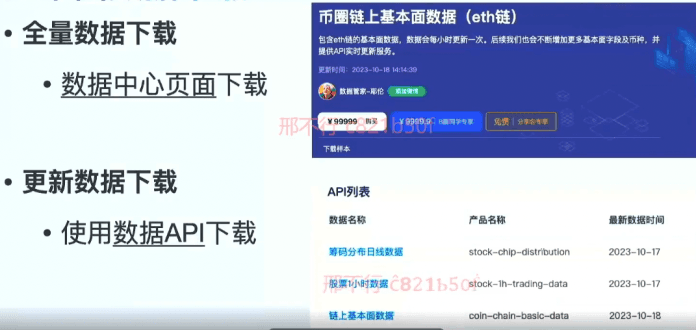 • 全量数据下载
• 数据中心页面下载
• 更新数据下载
• 使用数据API下载
币圈链上基本面数据（eth链）
包含eth链的基本面数据，数据会每小时更新一次。后续我们也会不断增加更多基本面字段及币种，并
提供API实时更新服务。
更新时间：2023-10-18 14:14:39
数据管家-耶伦
¥99999 购买
¥9999.9
免费 分享会专享
下载样本
邢不行 c821b50f
API列表
数据名称 产品名称 最新数据时间
筹码分布日线数据 stock-chip-distribution 2023-10-17
股票1小时数据 stock-1h-trading-data 2023-10-17
邢不行 c821b50f
链上基本面数据 coin-chain-basic-data 2023-10-18